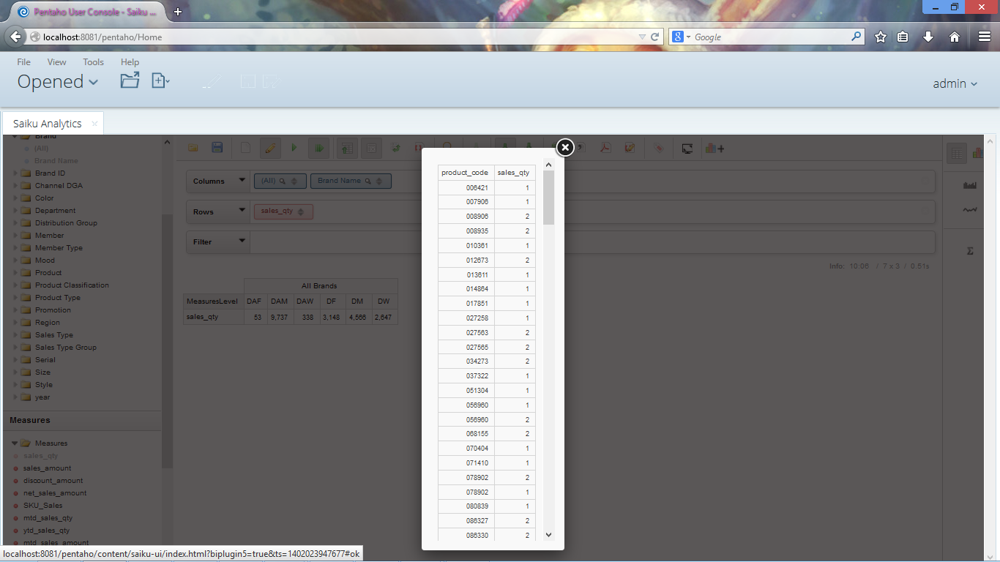 Pentaho User Console - Saiku ...
localhost:8081/pentaho/Home
Google
File View Tools Help
Opened
admin
Saiku Analytics
Brand
(All)
Brand Name
Brand ID
Channel DGA
Color
Department
Distribution Group
Member
Member Type
Mood
Product
Product Classification
Product Type
Promotion
Region
Sales Type
Sales Type Group
Serial
Size
Style
year
Measures
Measures
sales_qty
sales_amount
discount_amount
net_sales_amount
SKU_Sales
mtd_sales_qty
ytd_sales_qty
mtd_sales_amount
Columns (All) Brand Name
Rows sales_qty
Filter
Info: 10:06 / 7 x 3 / 0.51s
All Brands
MeasuresLevel DAF DAM DAW DF DM DW
sales_qty 53 9,737 338 3,148 4,566 2,647
product_code sales_qty
006421 1
007906 1
008906 2
008935 2
010361 1
012673 2
013611 1
014864 1
017851 1
027258 1
027563 2
027565 2
034273 2
037322 1
051304 1
056960 1
056960 2
068155 2
070404 1
071410 1
078902 2
078902 1
080839 1
086327 2
086330 2
localhost:8081/pentaho/content/saiku-ui/index.html?biplugin5=true&ts=1402023947677#ok